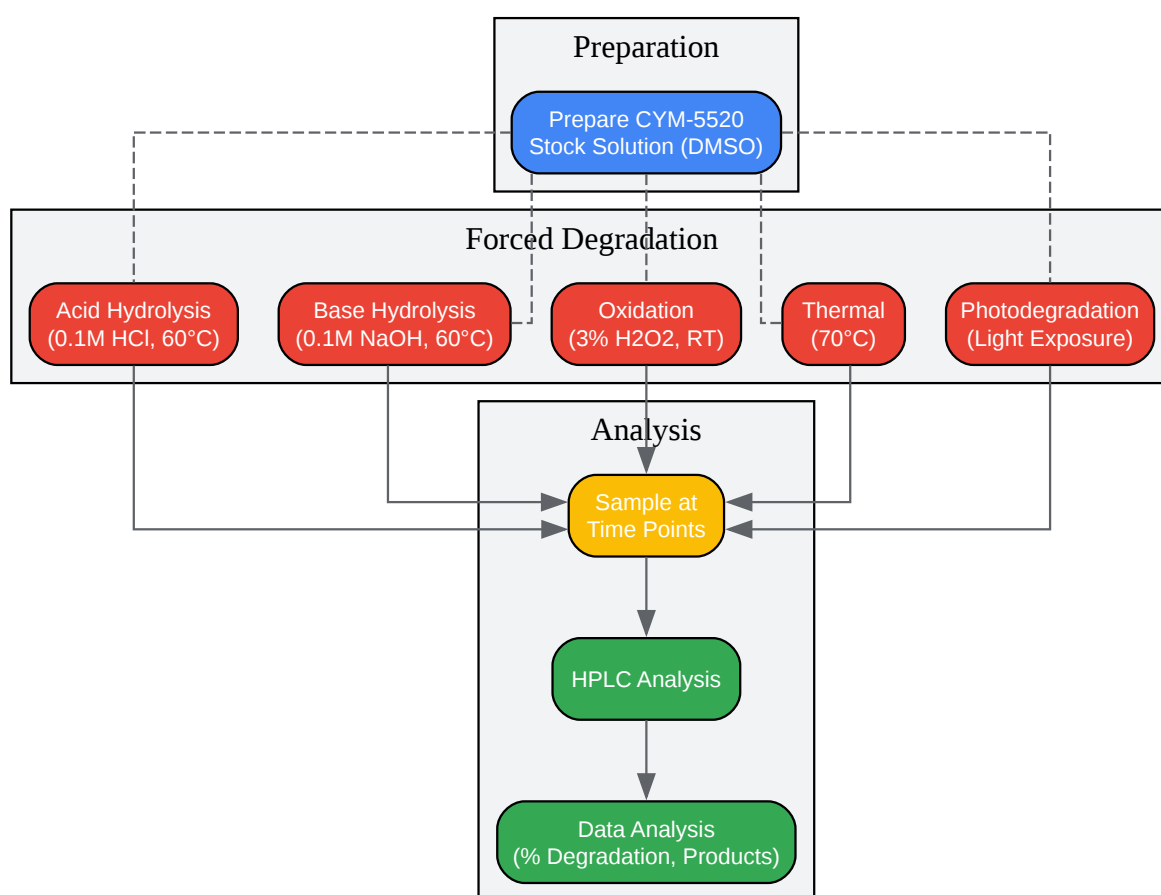 Preparation
Prepare CYM-5520
Stock Solution (DMSO)
Forced Degradation
Acid Hydrolysis
(0.1M HCl, 60°C)
Base Hydrolysis
(0.1M NaOH, 60°C)
Oxidation
(3% H2O2, RT)
Thermal
(70°C)
Photodegradation
(Light Exposure)
Analysis
Sample at
Time Points
HPLC Analysis
Data Analysis
(% Degradation, Products)